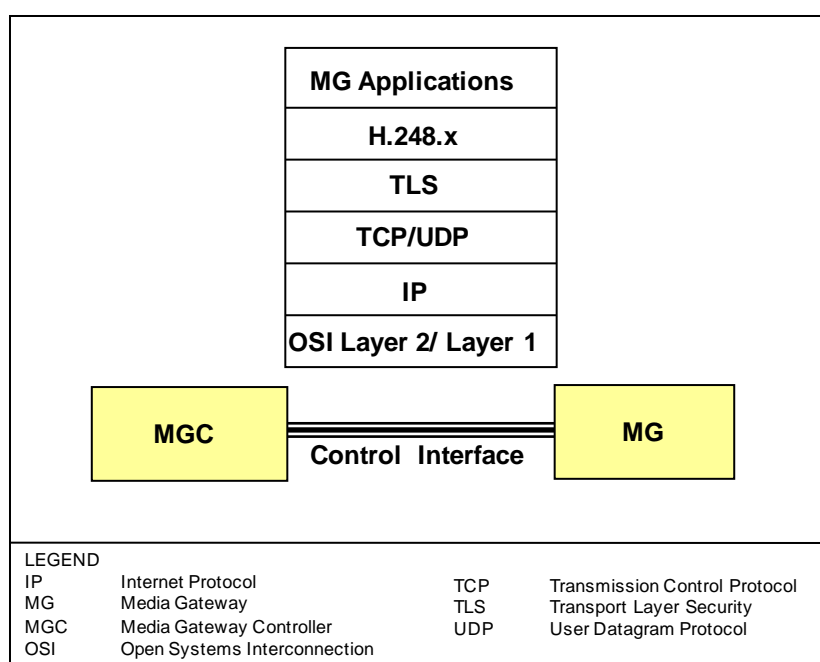 MG Applications
H.248.x
TLS
TCP/UDP
IP
OSI Layer 2/ Layer 1
MGC
MG
Control Interface
LEGEND
IP Internet Protocol
MG Media Gateway
MGC Media Gateway Controller
OSI Open Systems Interconnection
TCP Transmission Control Protocol
TLS Transport Layer Security
UDP User Datagram Protocol